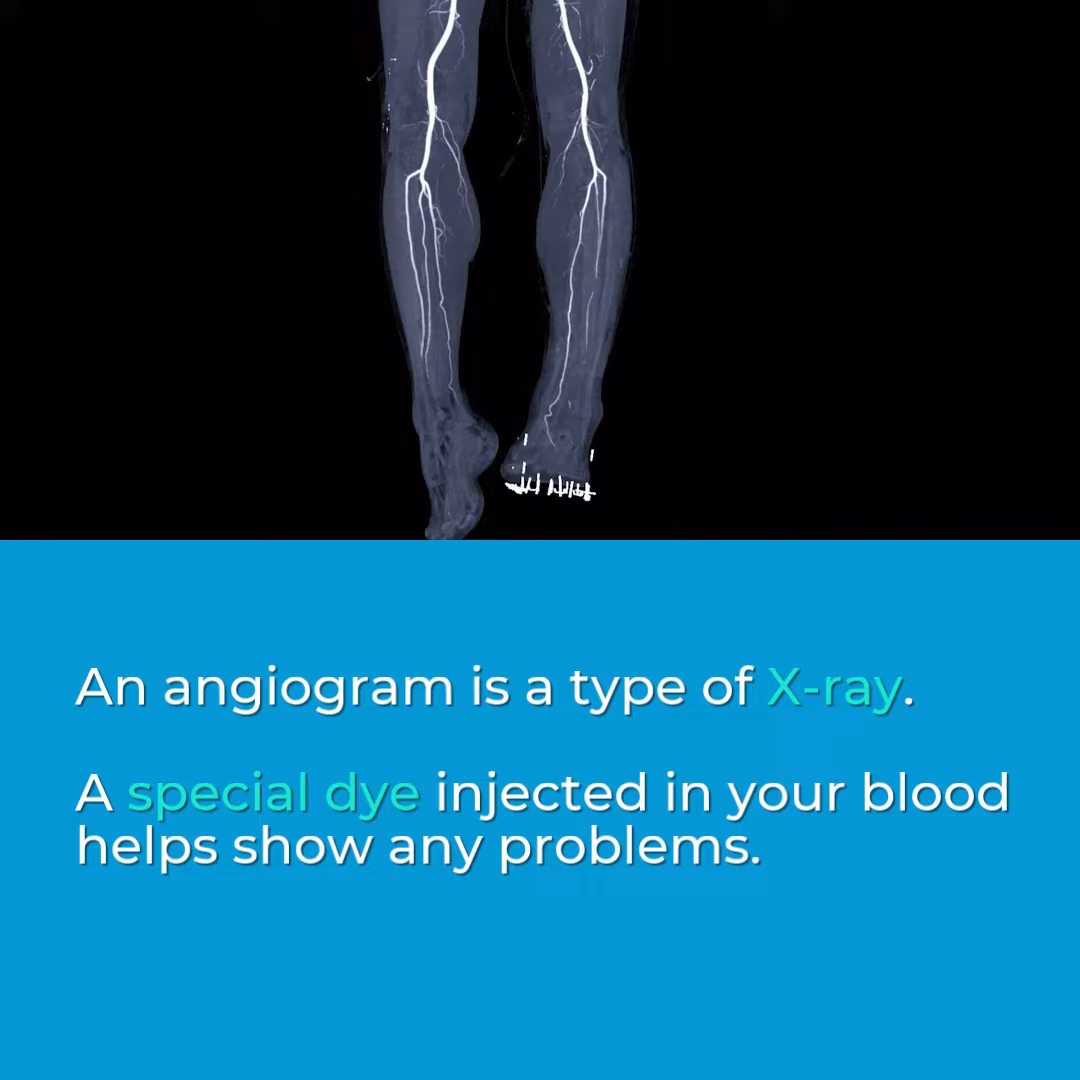 An angiogram is a type of X-ray.
A special dye injected in your blood
helps show any problems.